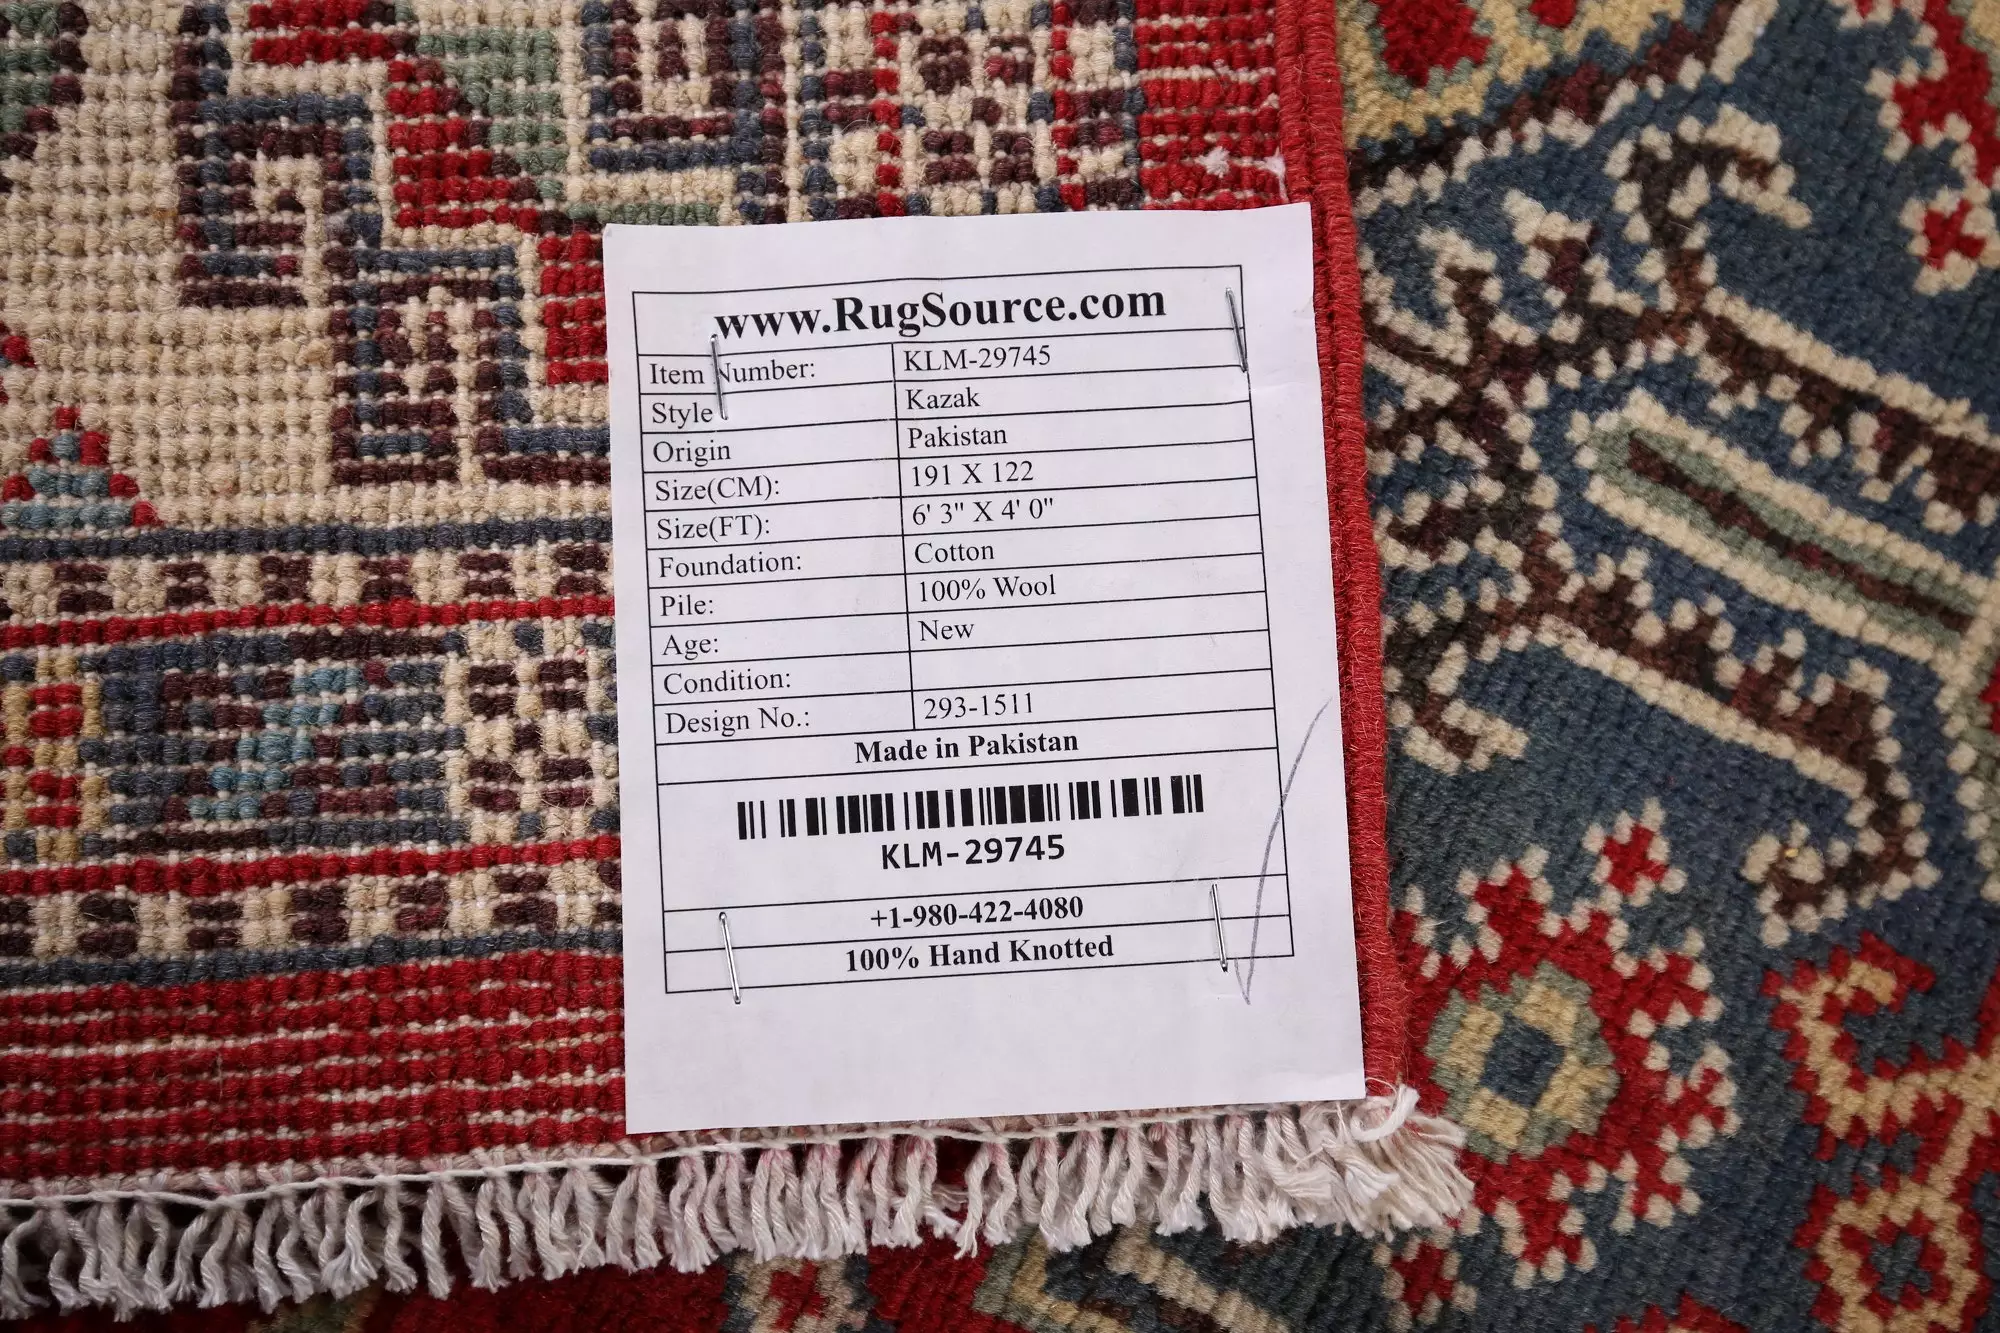 www.RugSource.com
Item Number: KLM-29745
Style Kazak
Origin Pakistan
Size(CM): 191 X 122
Size(FT): 6' 3" X 4' 0"
Foundation: Cotton
Pile: 100% Wool
Age: New
Condition:
Design No.: 293-1511
Made in Pakistan
KLM-29745
+1-980-422-4080
100% Hand Knotted